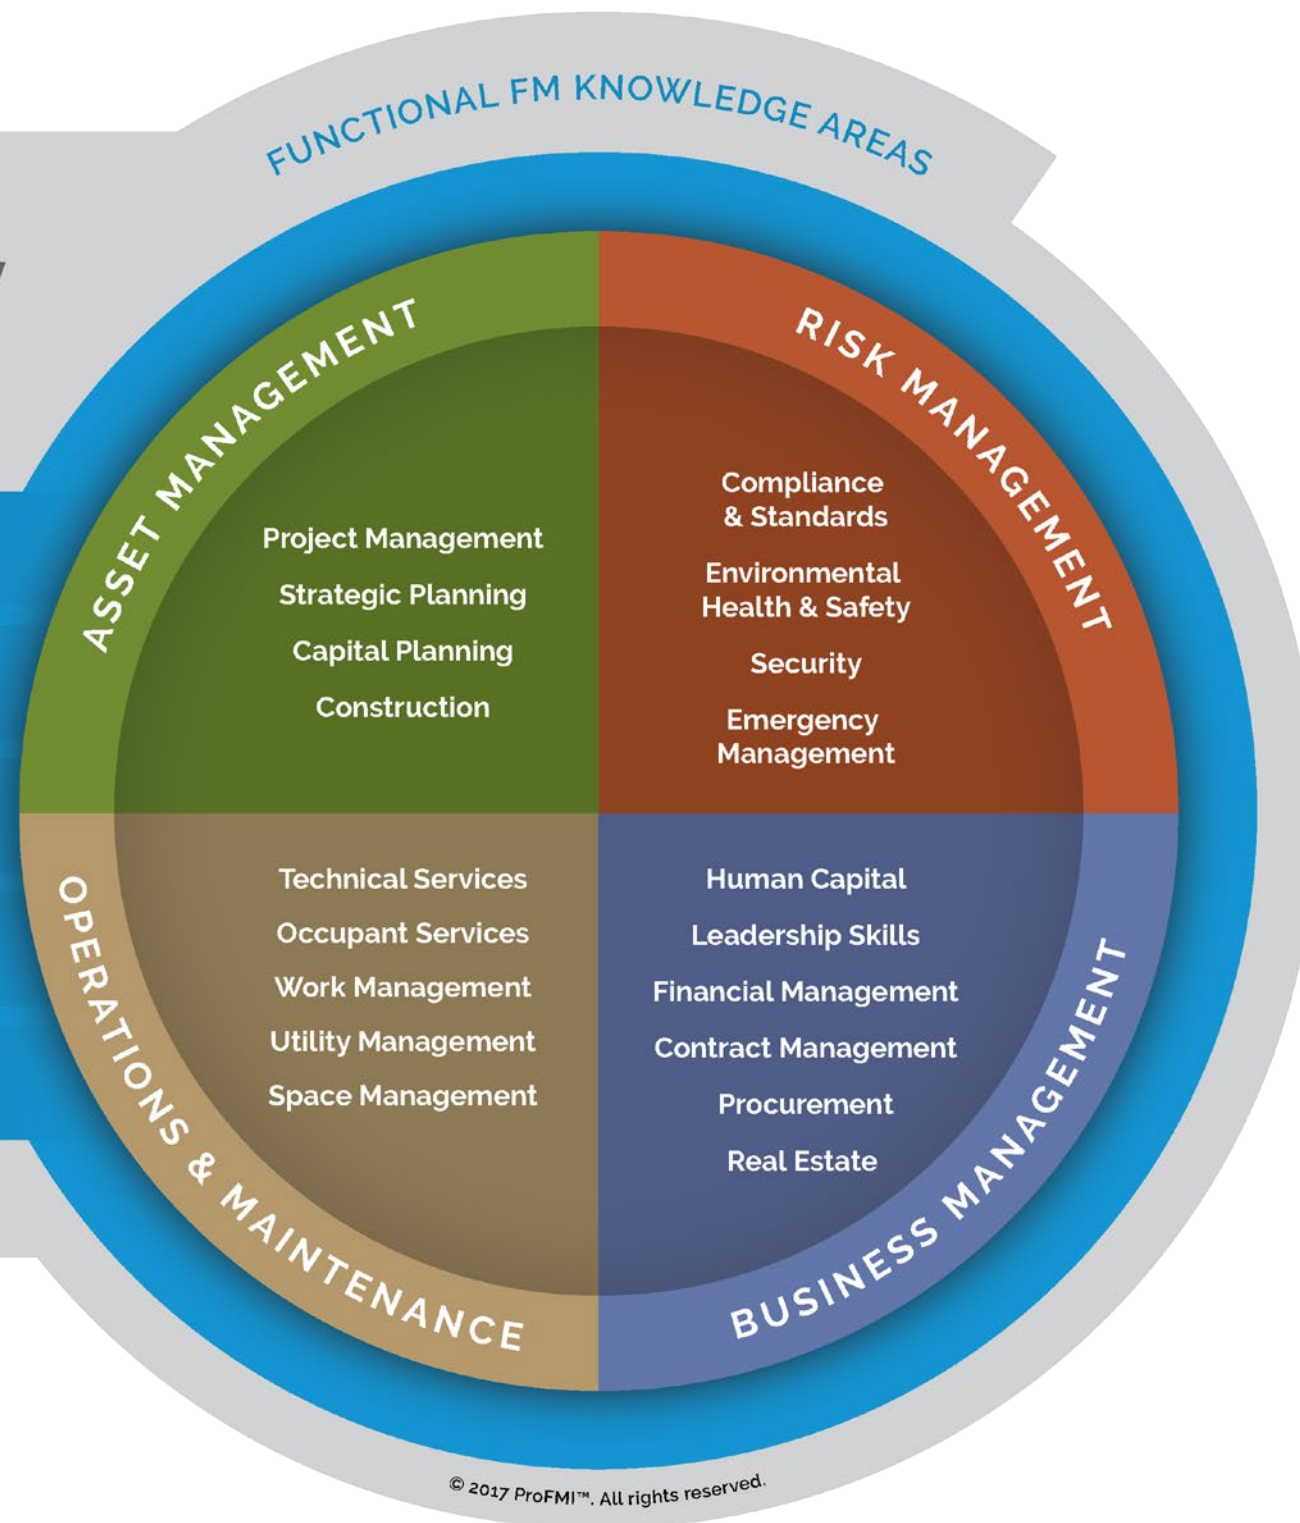 FUNCTIONAL FM KNOWLEDGE AREAS
ASSET MANAGEMENT
Project Management
Strategic Planning
Capital Planning
Construction
RISK MANAGEMENT
Compliance
& Standards
Environmental
Health & Safety
Security
Emergency
Management
OPERATIONS & MAINTENANCE
Technical Services
Occupant Services
Work Management
Utility Management
Space Management
BUSINESS MANAGEMENT
Human Capital
Leadership Skills
Financial Management
Contract Management
Procurement
Real Estate
© 2017 ProFMI™. All rights reserved.